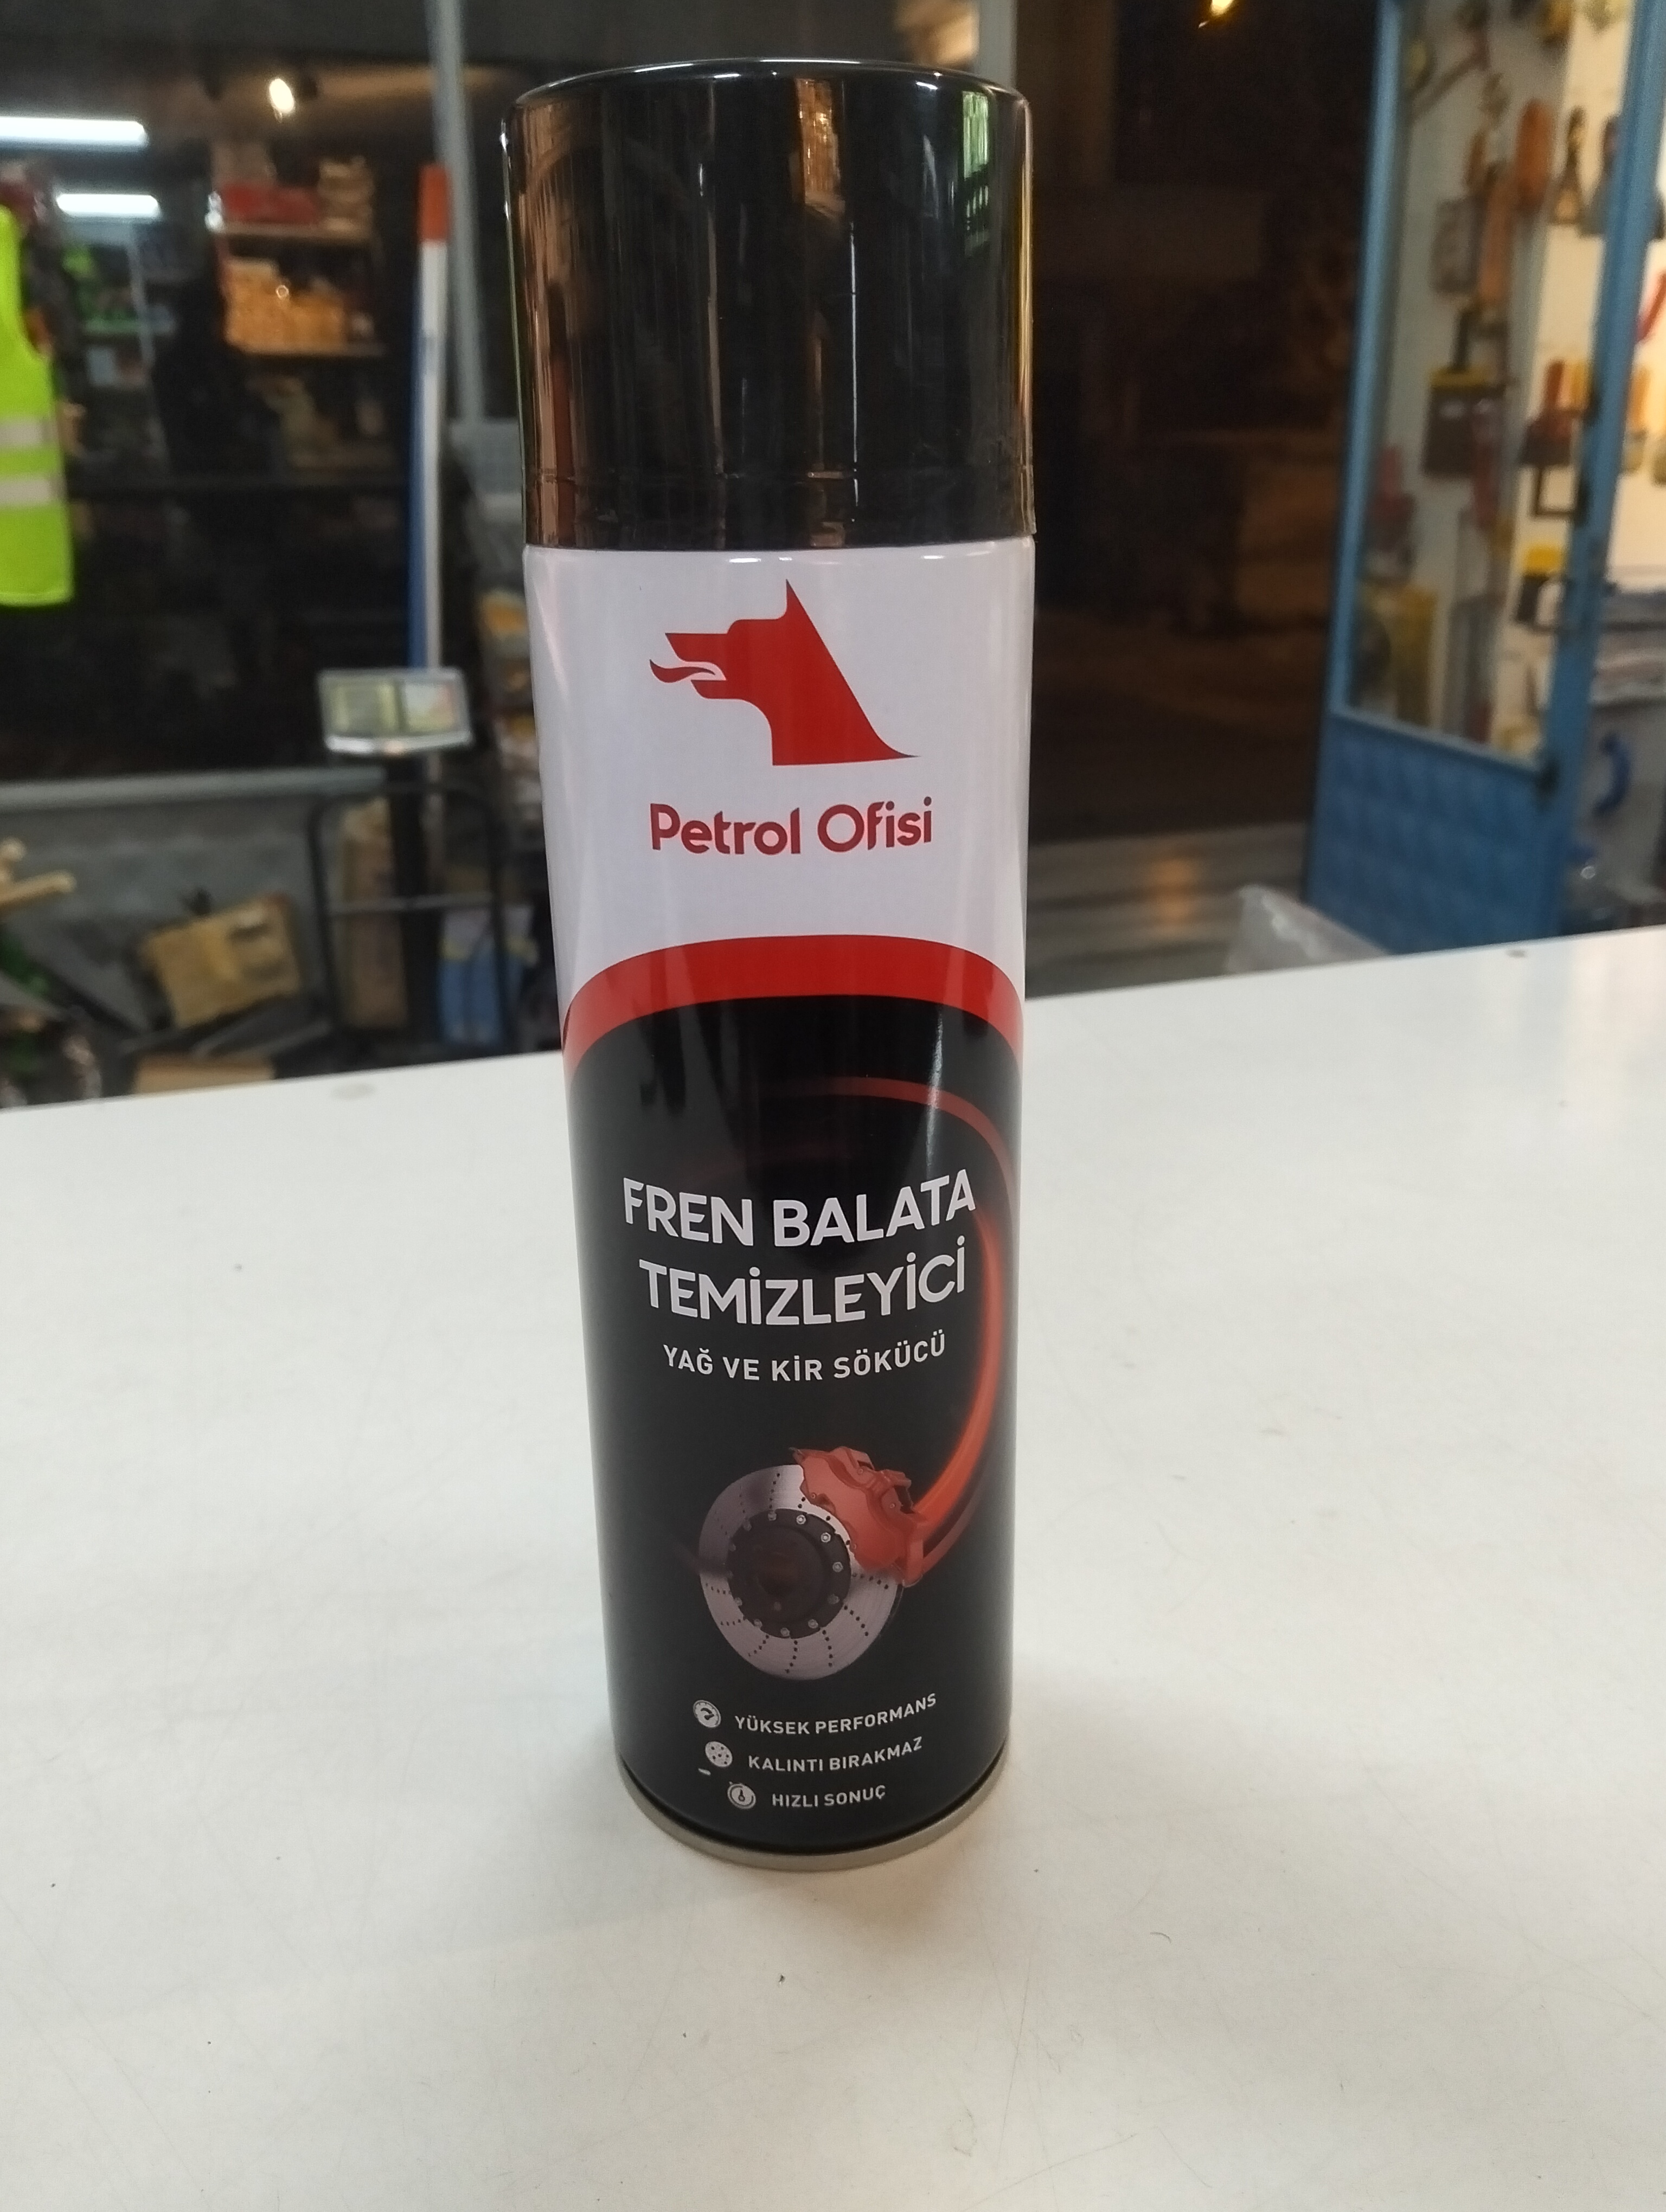 Petrol Ofisi
FREN BALATA
TEMİZLEYİCİ
YAĞ VE KİR SÖKÜCÜ
YÜKSEK PERFORMANS
KALINTI BIRAKMAZ
HIZLI SONUÇ